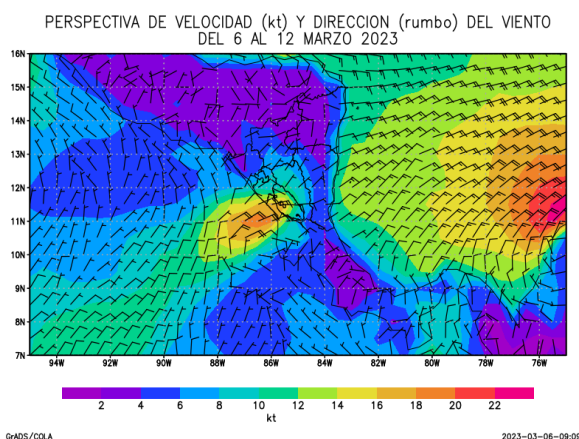 PERSPECTIVA DE VELOCIDAD (kt) Y DIRECCION (rumbo) DEL VIENTO
DEL 6 AL 12 MARZO 2023
16N
15N
14N
13N
12N
11N
10N
9N
8N
7N
94W 92W 90W 88W 86W 84W 82W 80W 78W 76W
2 4 6 8 10 12 14 16 18 20 22
kt
GrADS/COLA 2023-03-06-09:09